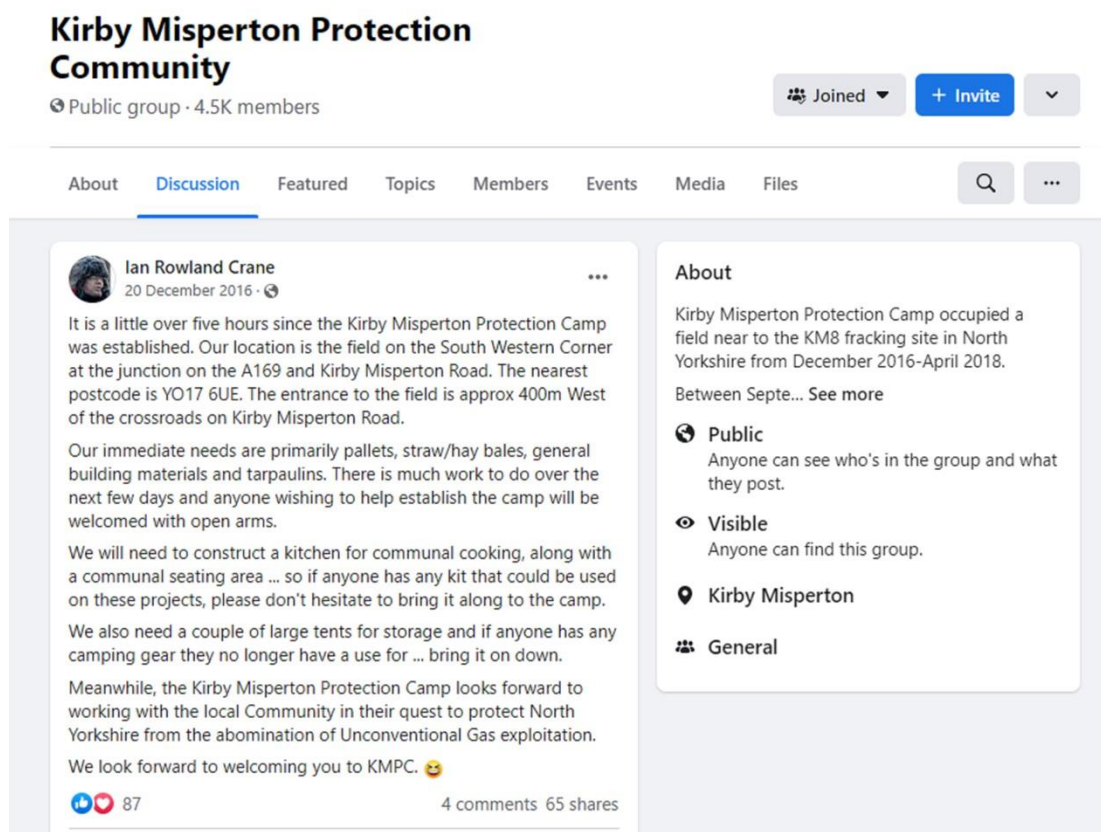 Kirby Misperton Protection
Community
Public group · 4.5K members
Joined
+ Invite
About Discussion Featured Topics Members Events Media Files
Ian Rowland Crane
20 December 2016 ·
It is a little over five hours since the Kirby Misperton Protection Camp
was established. Our location is the field on the South Western Corner
at the junction on the A169 and Kirby Misperton Road. The nearest
postcode is YO17 6UE. The entrance to the field is approx 400m West
of the crossroads on Kirby Misperton Road.
Our immediate needs are primarily pallets, straw/hay bales, general
building materials and tarpaulins. There is much work to do over the
next few days and anyone wishing to help establish the camp will be
welcomed with open arms.
We will need to construct a kitchen for communal cooking, along with
a communal seating area ... so if anyone has any kit that could be used
on these projects, please don't hesitate to bring it along to the camp.
We also need a couple of large tents for storage and if anyone has any
camping gear they no longer have a use for ... bring it on down.
Meanwhile, the Kirby Misperton Protection Camp looks forward to
working with the local Community in their quest to protect North
Yorkshire from the abomination of Unconventional Gas exploitation.
We look forward to welcoming you to KMPC. 😆
87
4 comments 65 shares
About
Kirby Misperton Protection Camp occupied a
field near to the KM8 fracking site in North
Yorkshire from December 2016-April 2018.
Between Septe... See more
Public
Anyone can see who's in the group and what
they post.
Visible
Anyone can find this group.
Kirby Misperton
General